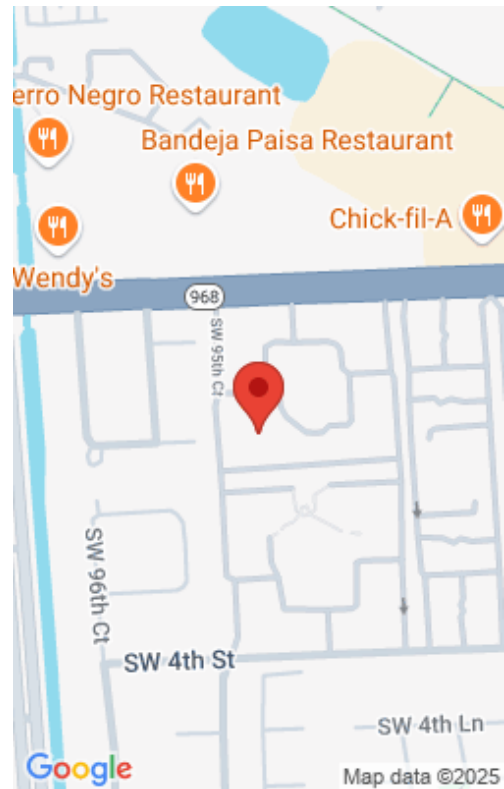 erro Negro Restaurant
Bandeja Paisa Restaurant
Chick-fil-A
Wendy's
968
SW 95th Ct
SW 96th Ct
SW 4th St
SW 4th Ln
Google
Map data ©2025